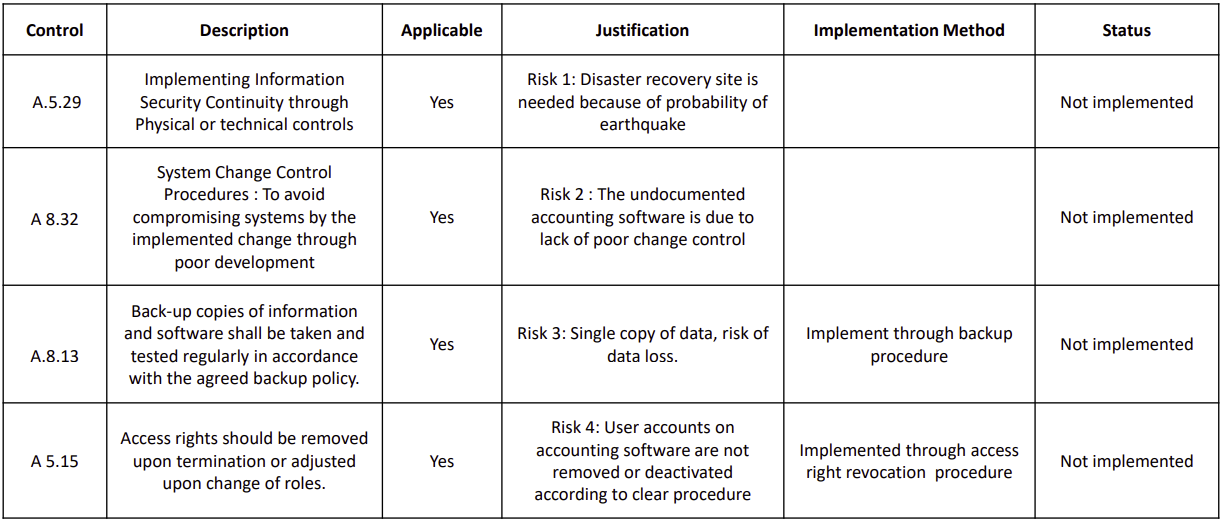 Control
Description
Applicable
Justification
Implementation Method
Status
A.5.29
Implementing Information
Security Continuity through
Physical or technical controls
Yes
Risk 1: Disaster recovery site is
needed because of probability of
earthquake
Not implemented
A 8.32
System Change Control
Procedures : To avoid
compromising systems by the
implemented change through
poor development
Yes
Risk 2 : The undocumented
accounting software is due to
lack of poor change control
Not implemented
A.8.13
Back-up copies of information
and software shall be taken and
tested regularly in accordance
with the agreed backup policy.
Yes
Risk 3: Single copy of data, risk of
data loss.
Implement through backup
procedure
Not implemented
A 5.15
Access rights should be removed
upon termination or adjusted
upon change of roles.
Yes
Risk 4: User accounts on
accounting software are not
removed or deactivated
according to clear procedure
Implemented through access
right revocation  procedure
Not implemented